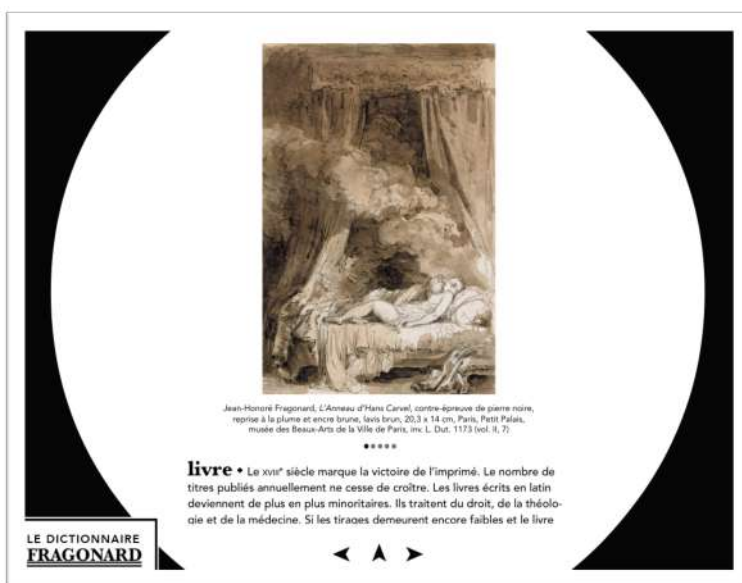 Jean-Honoré Fragonard, L'Anneau d'Hans Carvel, contre-épreuve de pierre noire,
reprise à la plume et encre brune, lavis brun, 20,3 x 14 cm, Paris, Petit Palais,
musée des Beaux-Arts de la Ville de Paris, inv. L. Dut. 1173 (vol. II, 7)
livre • Le XVIIIe siècle marque la victoire de l'imprimé. Le nombre de
titres publiés annuellement ne cesse de croître. Les livres écrits en latin
deviennent de plus en plus minoritaires. Ils traitent du droit, de la théolo-
gie et de la médecine. Si les tirages demeurent encore faibles et le livre
LE DICTIONNAIRE
FRAGONARD